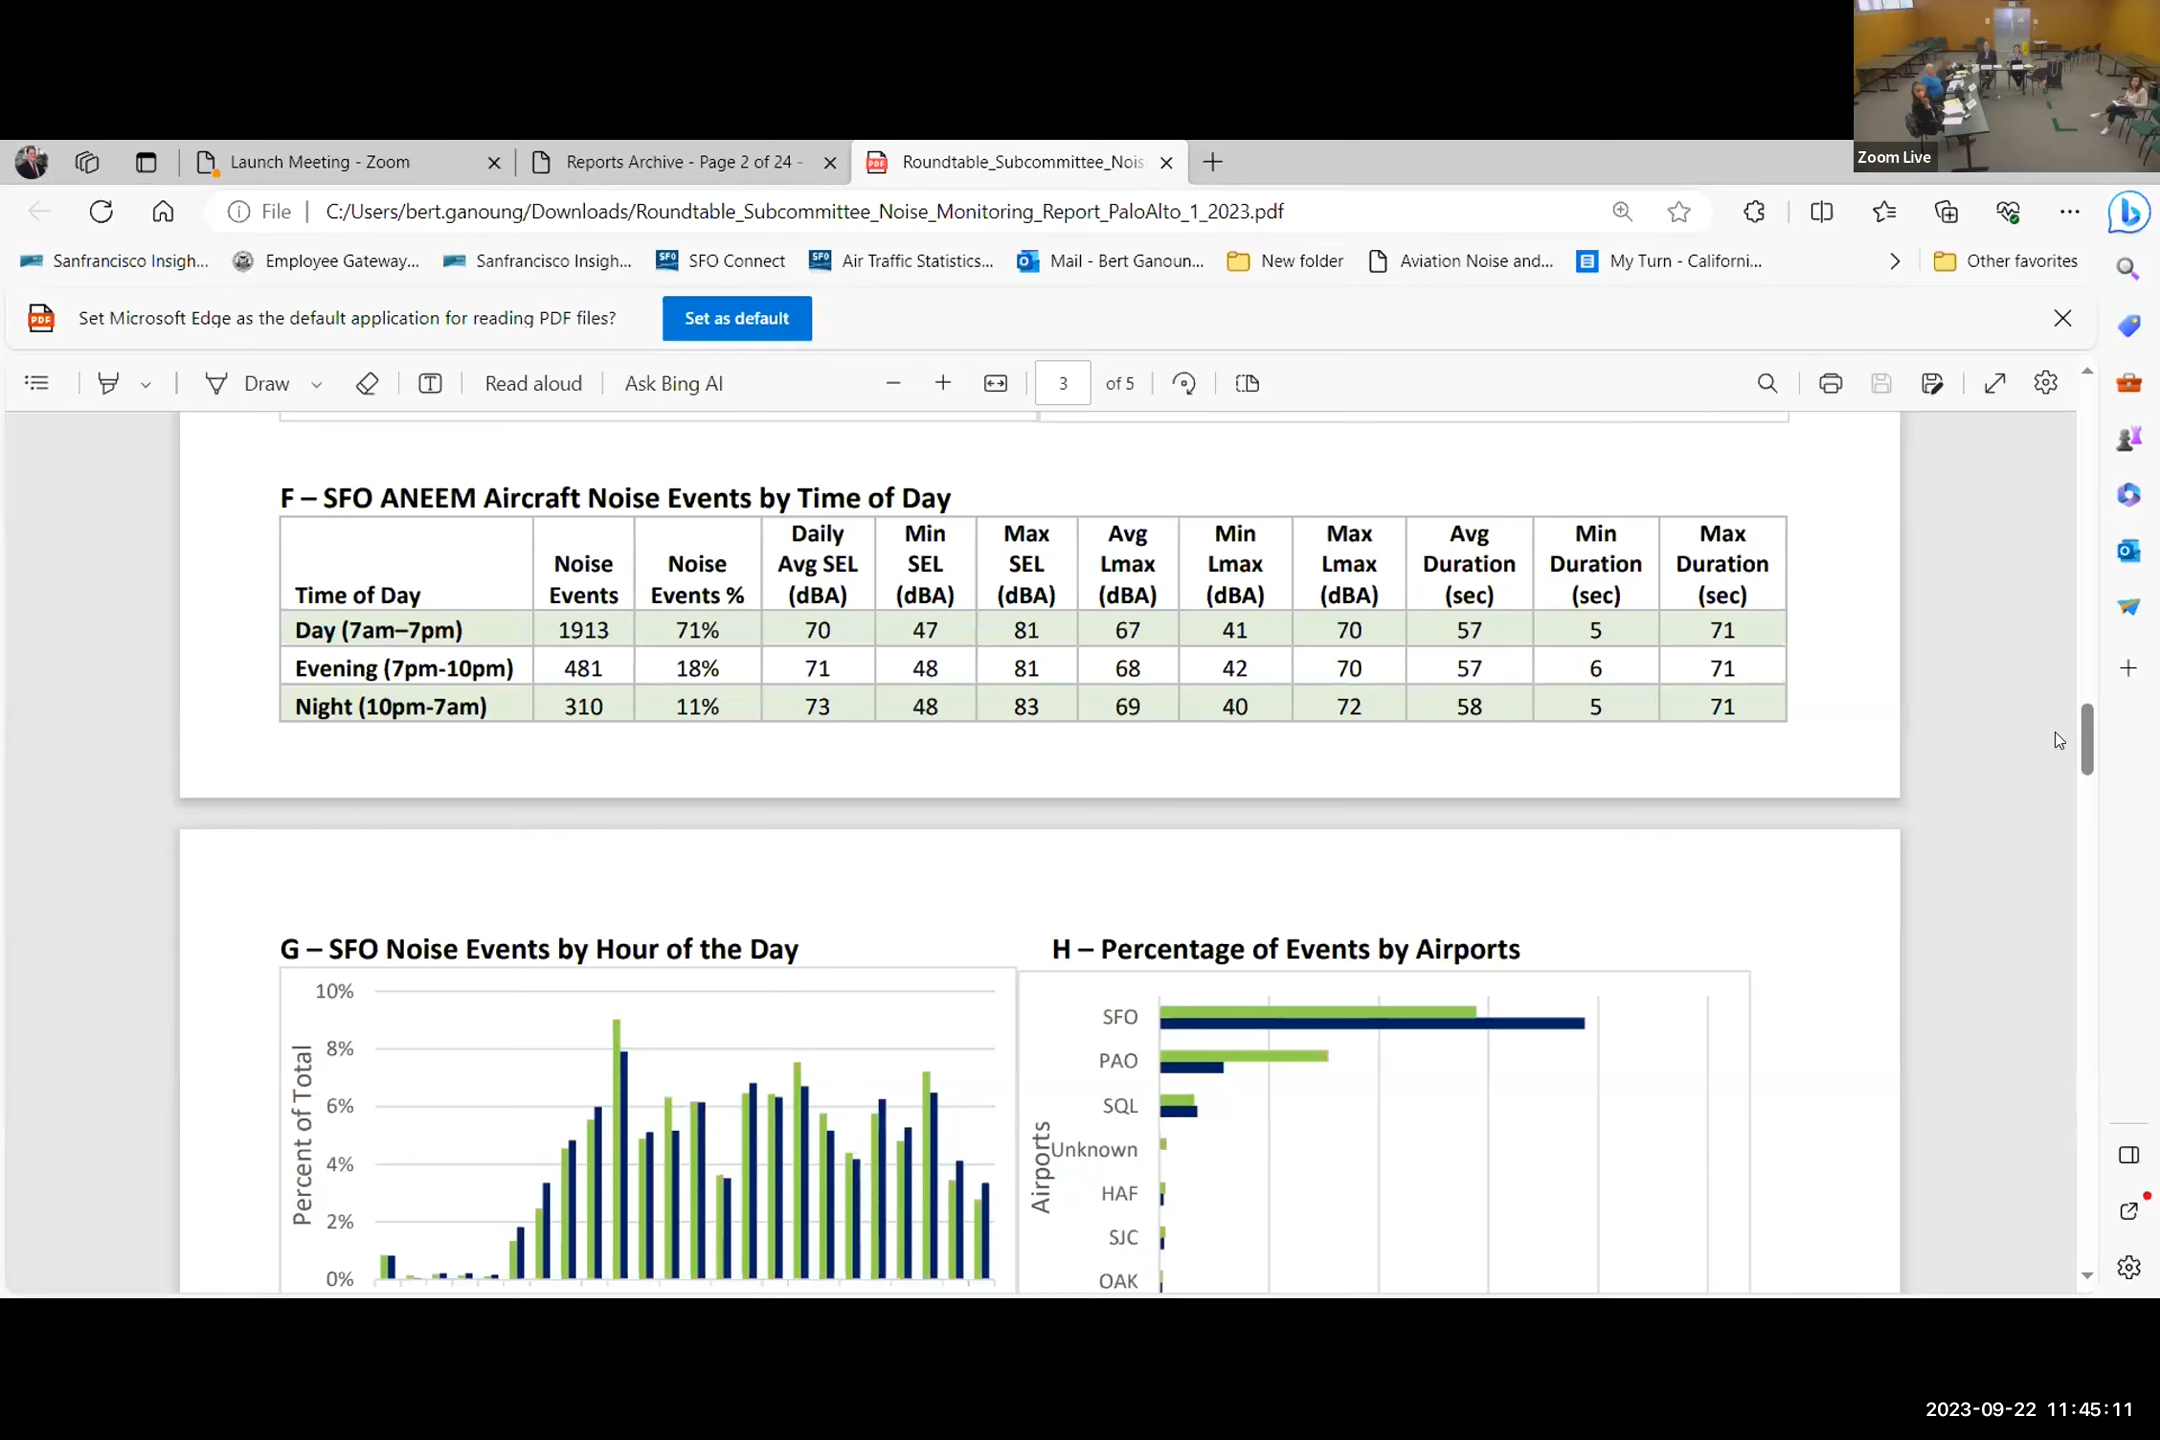 Zoom Live
Launch Meeting - Zoom
Reports Archive - Page 2 of 24 -
Roundtable_Subcommittee_Nois
File
C:/Users/bert.ganoung/Downloads/Roundtable_Subcommittee_Noise_Monitoring_Report_PaloAlto_1_2023.pdf
Sanfrancisco Insigh... Employee Gateway... Sanfrancisco Insigh... SFO SFO Connect SFO Air Traffic Statistics... Mail - Bert Ganoun... New folder Aviation Noise and... My Turn - Californi... Other favorites
PDF Set Microsoft Edge as the default application for reading PDF files? Set as default
Draw Read aloud Ask Bing AI 3 of 5
F – SFO ANEEM Aircraft Noise Events by Time of Day
Time of Day Noise Events Noise Events % Daily Avg SEL (dBA) Min SEL (dBA) Max SEL (dBA) Avg Lmax (dBA) Min Lmax (dBA) Max Lmax (dBA) Avg Duration (sec) Min Duration (sec) Max Duration (sec)
Day (7am–7pm) 1913 71% 70 47 81 67 41 70 57 5 71
Evening (7pm-10pm) 481 18% 71 48 81 68 42 70 57 6 71
Night (10pm-7am) 310 11% 73 48 83 69 40 72 58 5 71
G – SFO Noise Events by Hour of the Day
Percent of Total
10%
8%
6%
4%
2%
0%
H – Percentage of Events by Airports
Airports
SFO
PAO
SQL
Unknown
HAF
SJC
OAK
2023-09-22 11:45:11